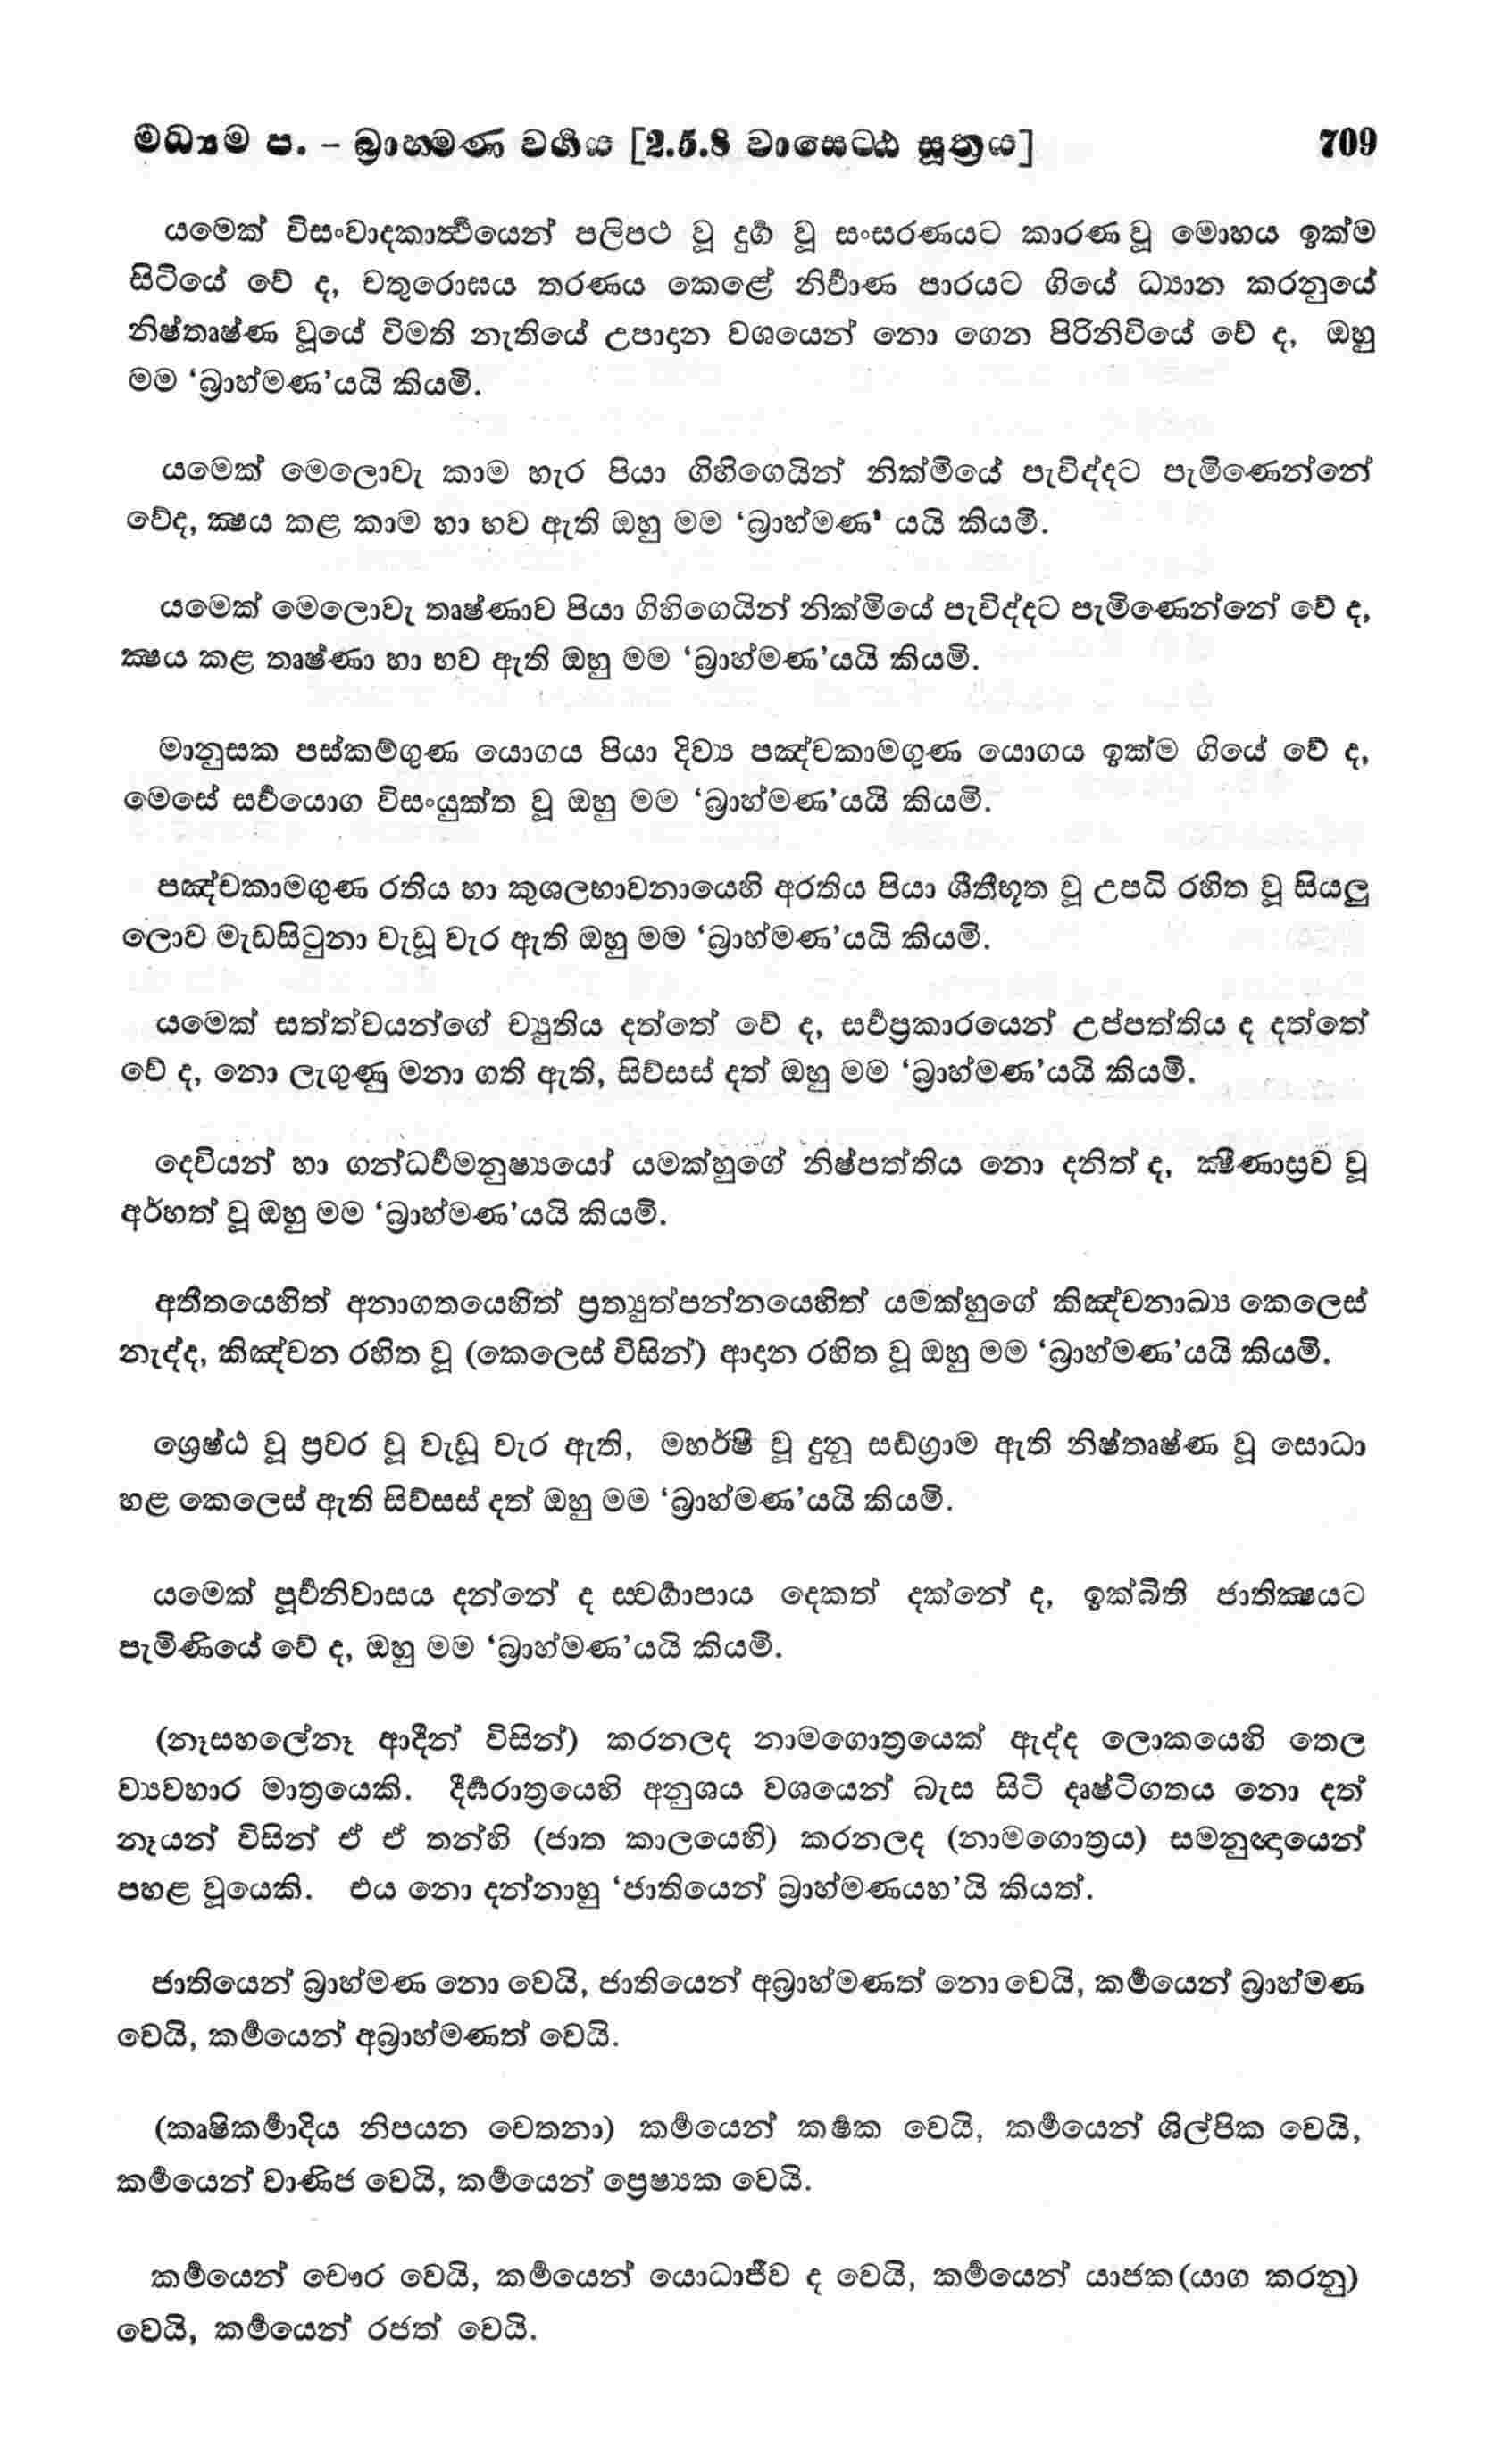 මධ්‍යම ප. – බ්‍රාහමණ වර්‍ගය [2.5.8 වාසෙට්ඨ සූත්‍රය] 709
යමෙක් විසංවාදකාර්‍ත්‍ථයෙන් පලිපථ වූ දුර්‍ග වූ සංසරණයට කාරණ වූ මොහය ඉක්ම
සිටියේ වේ ද, චතුරොඝය තරණය කෙළේ නිර්‍වාණ පාරයට ගියේ ධ්‍යාන කරනුයේ
නිෂ්තෘෂ්ණ වූයේ විමති නැතියේ උපාදාන වශයෙන් නො ගෙන පිරිනිවියේ වේ ද, ඔහු
මම ‘බ්‍රාහ්මණ’යයි කියමි.
යමෙක් මෙලොවැ කාම හැර පියා ගිහිගෙයින් නික්මියේ පැවිද්දට පැමිණෙන්නේ
වේද, ක්‍ෂය කළ කාම හා භව ඇති ඔහු මම ‘බ්‍රාහ්මණ’ යයි කියමි.
යමෙක් මෙලොවැ තෘෂ්ණාව පියා ගිහිගෙයින් නික්මියේ පැවිද්දට පැමිණෙන්නේ වේ ද,
ක්‍ෂය කළ තෘෂ්ණා හා භව ඇති ඔහු මම ‘බ්‍රාහ්මණ’යයි කියමි.
මානුසක පස්කම්ගුණ යොගය පියා දිව්‍ය පඤ්චකාමගුණ යොගය ඉක්ම ගියේ වේ ද,
මෙසේ සර්‍වයොග විසංයුක්ත වූ ඔහු මම ‘බ්‍රාහ්මණ’යයි කියමි.
පඤ්චකාමගුණ රතිය හා කුශලභාවනායෙහි අරතිය පියා ශීතීභූත වූ උපධි රහිත වූ සියලු
ලොව මැඩසිටුනා වැඩූ වැර ඇති ඔහු මම ‘බ්‍රාහ්මණ’යයි කියමි.
යමෙක් සත්ත්වයන්ගේ ච්‍යුතිය දත්තේ වේ ද, සර්‍වප්‍රකාරයෙන් උප්පත්තිය ද දත්තේ
වේ ද, නො ලැගුණු මනා ගති ඇති, සිව්සස් දත් ඔහු මම ‘බ්‍රාහ්මණ’යයි කියමි.
දෙවියන් හා ගන්ධර්‍වමනුෂ්‍යයෝ යමක්හුගේ නිෂ්පත්තිය නො දනිත් ද, ක්‍ෂීණාස්‍රව වූ
අර්හත් වූ ඔහු මම ‘බ්‍රාහ්මණ’යයි කියමි.
අතීතයෙහිත් අනාගතයෙහිත් ප්‍රත්‍යුත්පන්නයෙහිත් යමක්හුගේ කිඤ්චනාඛ්‍ය කෙලෙස්
නැද්ද, කිඤ්චන රහිත වූ (කෙලෙස් විසින්) ආදාන රහිත වූ ඔහු මම ‘බ්‍රාහ්මණ’යයි කියමි.
ශ්‍රෙෂ්ඨ වූ ප්‍රවර වූ වැඩූ වැර ඇති, මහර්ෂී වූ දුනූ සඬ්ග්‍රාම ඇති නිෂ්තෘෂ්ණ වූ සොධා
හළ කෙලෙස් ඇති සිව්සස් දත් ඔහු මම ‘බ්‍රාහ්මණ’යයි කියමි.
යමෙක් පූර්‍වනිවාසය දන්නේ ද ස්වර්‍ගාපාය දෙකත් දක්නේ ද, ඉක්බිති ජාතික්‍ෂයට
පැමිණියේ වේ ද, ඔහු මම ‘බ්‍රාහ්මණ’යයි කියමි.
(නෑසහලේනෑ ආදීන් විසින්) කරනලද නාමගොත්‍රයෙක් ඇද්ද ලොකයෙහි තෙල
ව්‍යවහාර මාත්‍රයෙකි. දීර්‍ඝරාත්‍රයෙහි අනුශය වශයෙන් බැස සිටි දෘෂ්ටිගතය නො දත්
නෑයන් විසින් ඒ ඒ තන්හි (ජාත කාලයෙහි) කරනලද (නාමගොත්‍රය) සමනුඥායෙන්
පහළ වූයෙකි. එය නො දන්නාහු ‘ජාතියෙන් බ්‍රාහ්මණයහ’යි කියත්.
ජාතියෙන් බ්‍රාහ්මණ නො වෙයි, ජාතියෙන් අබ්‍රාහ්මණත් නො වෙයි, කර්‍මයෙන් බ්‍රාහ්මණ
වෙයි, කර්‍මයෙන් අබ්‍රාහ්මණත් වෙයි.
(කෘෂිකර්‍මාදිය නිපයන චෙතනා) කර්‍මයෙන් කර්‍ෂක වෙයි, කර්‍මයෙන් ශිල්පික වෙයි,
කර්‍මයෙන් වාණිජ වෙයි, කර්‍මයෙන් ප්‍රෙෂ්‍යක වෙයි.
කර්‍මයෙන් චෞර වෙයි, කර්‍මයෙන් යොධාජීව ද වෙයි, කර්‍මයෙන් යාජක(යාග කරනු)
වෙයි, කර්‍මයෙන් රජත් වෙයි.